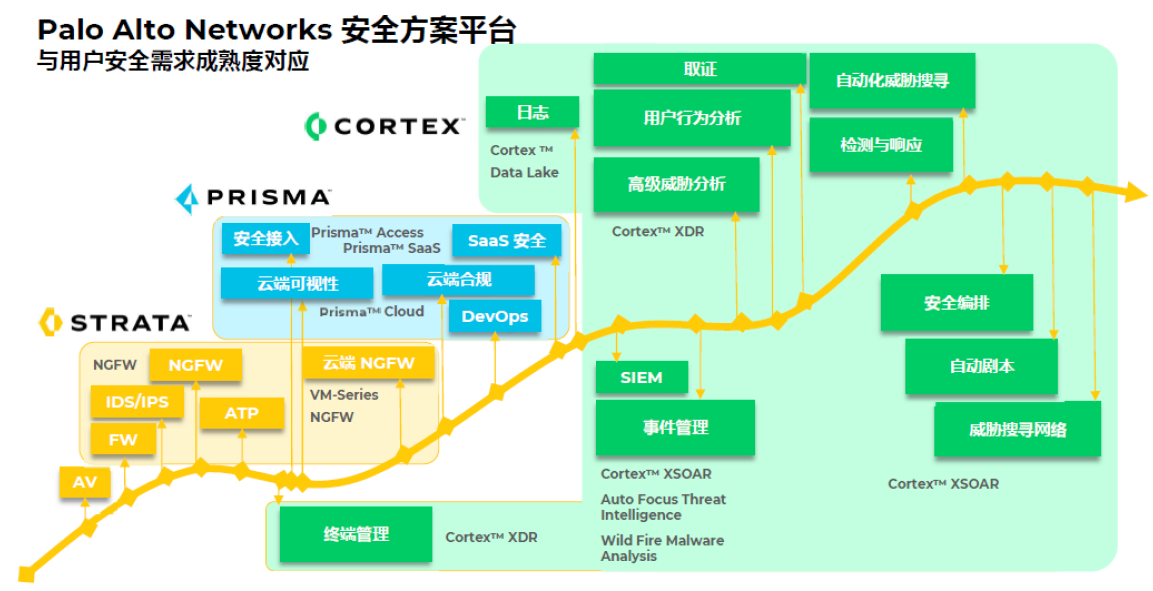 Palo Alto Networks 安全方案平台
与用户安全需求成熟度对应
CORTEX™
日志
Cortex ™
Data Lake
取证
用户行为分析
高级威胁分析
Cortex™ XDR
自动化威胁搜寻
检测与响应
PRISMA™
安全接入
Prisma™ Access
Prisma™ SaaS
SaaS 安全
云端可视性
云端合规
Prisma™ Cloud
DevOps
STRATA™
NGFW
NGFW
云端 NGFW
IDS/IPS
ATP
VM-Series
NGFW
FW
AV
终端管理
Cortex™ XDR
SIEM
事件管理
Cortex™ XSOAR
Auto Focus Threat
Intelligence
Wild Fire Malware
Analysis
安全编排
自动剧本
威胁搜寻网络
Cortex™ XSOAR